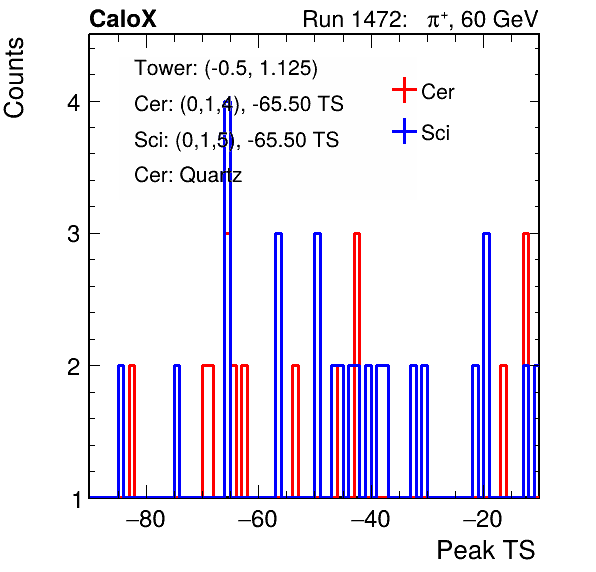 CaloX Run 1472: π⁺, 60 GeV
Counts
Tower: (-0.5, 1.125)
Cer: (0,1,4), -65.50 TS
Sci: (0,1,5), -65.50 TS
Cer: Quartz
Cer
Sci
4
3
2
1
−80 −60 −40 −20
Peak TS